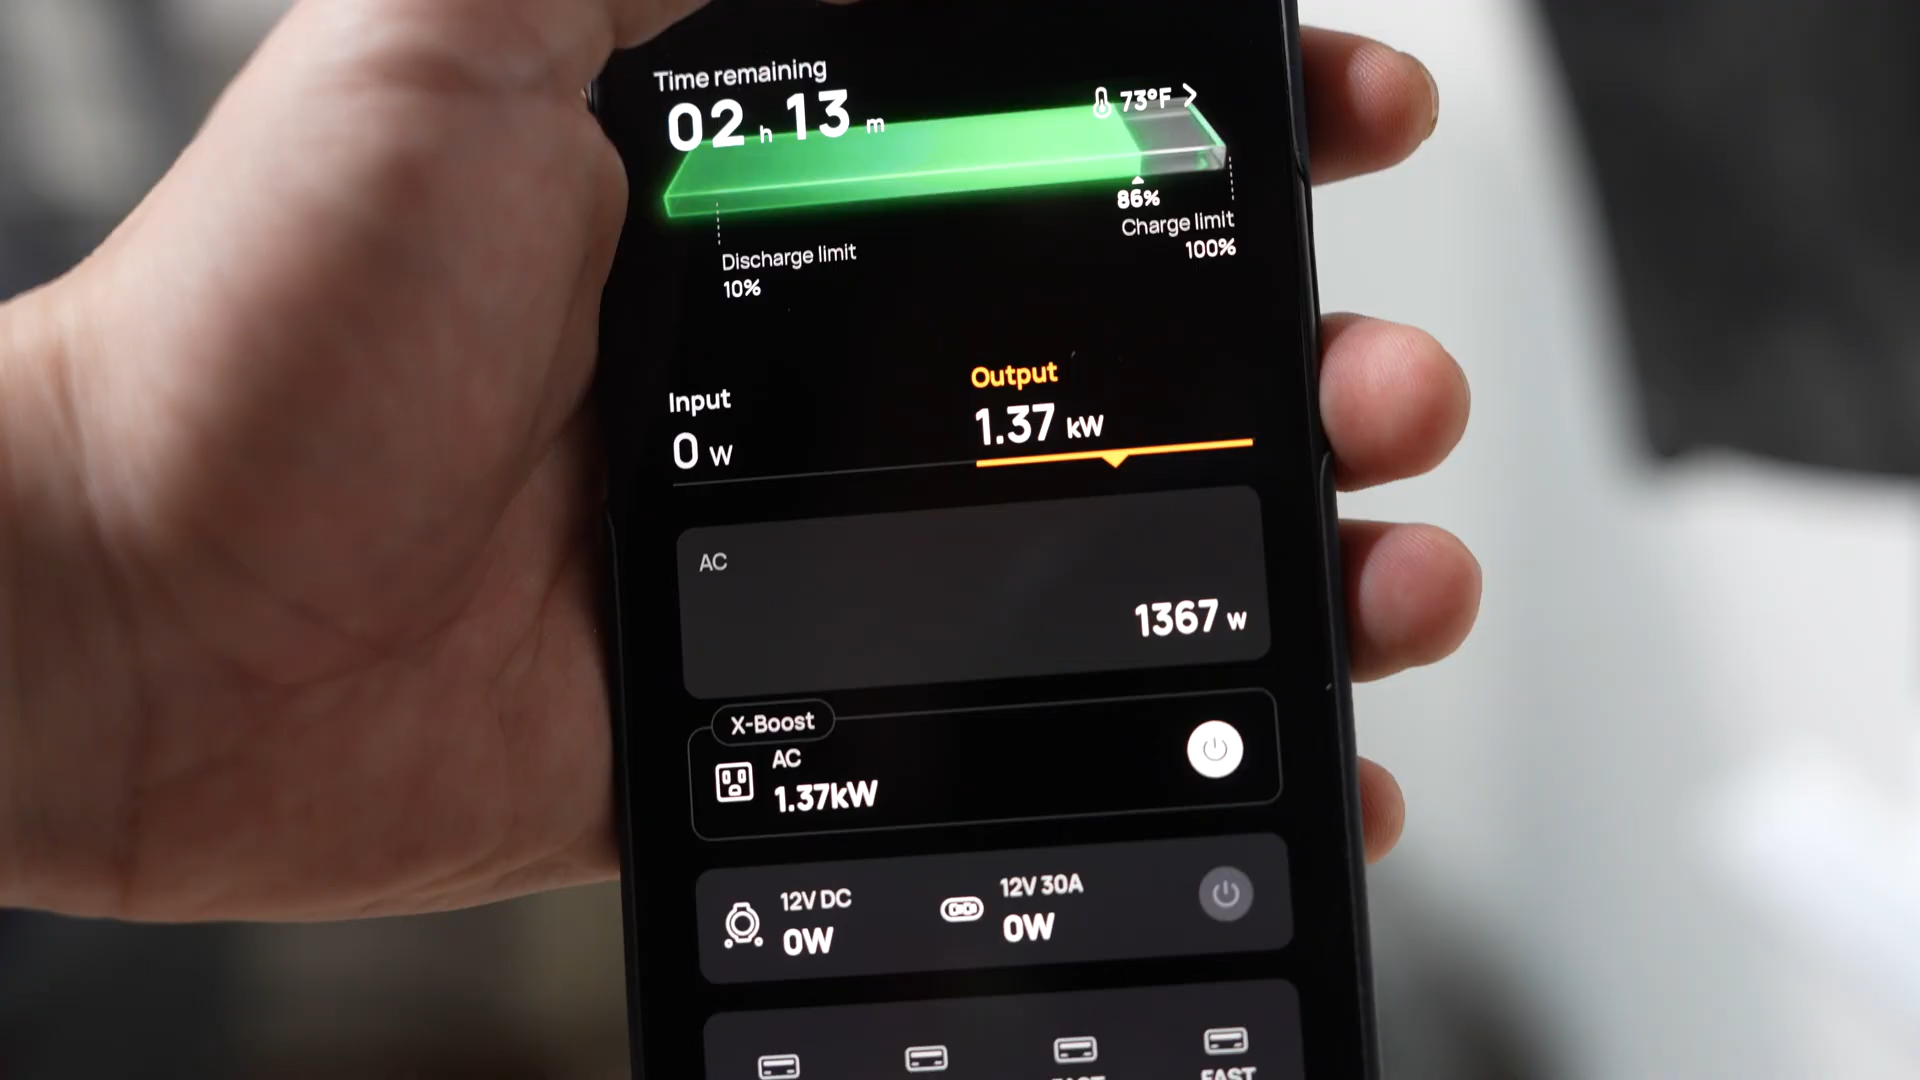 Time remaining
02 h 13 m
73°F
86%
Charge limit
100%
Discharge limit
10%
Input
0 W
Output
1.37 kW
AC
1367 W
X-Boost
AC
1.37kW
12V DC
0W
12V 30A
0W
FAST